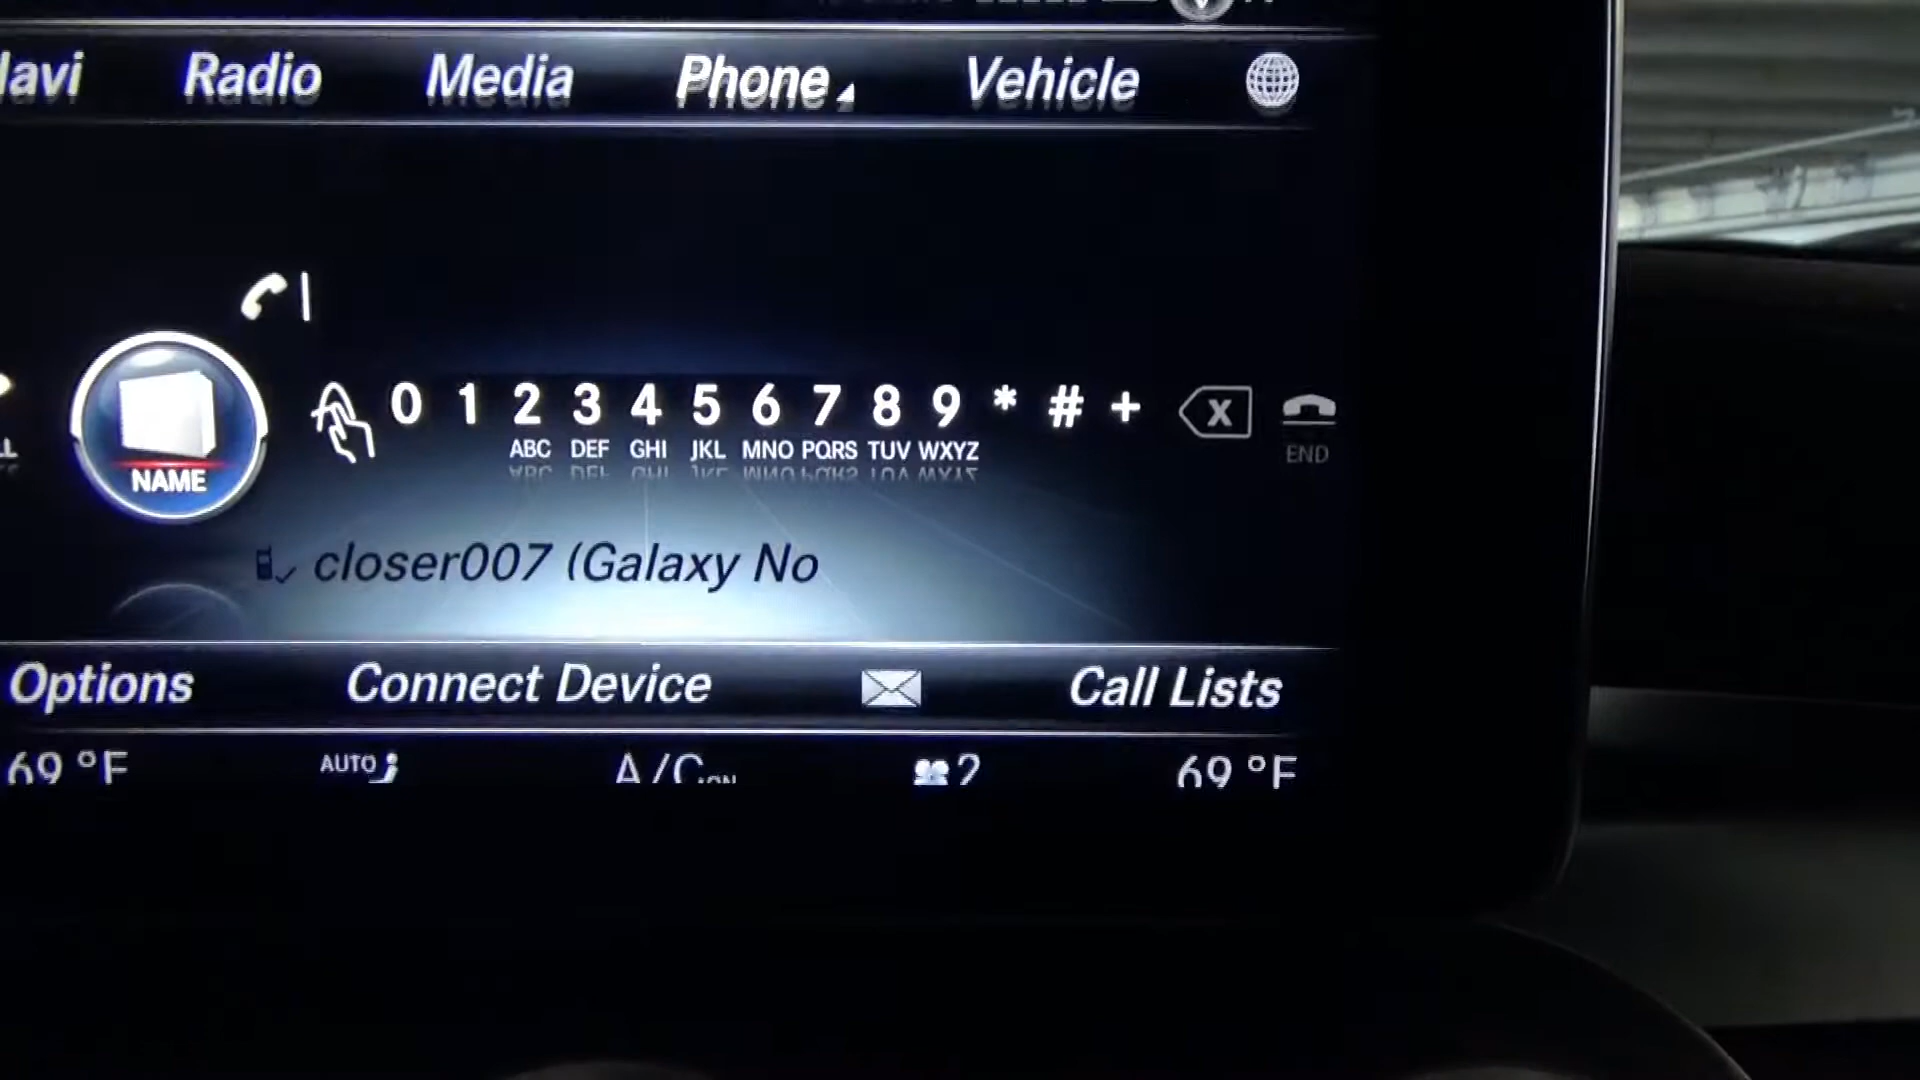 Radio Media Phone Vehicle
0 1 2 3 4 5 6 7 8 9 * # +
ABC DEF GHI JKL MNO PQRS TUV WXYZ
X
END
NAME
closer007 (Galaxy No
Options Connect Device Call Lists
69 °F AUTO A/C ON 2 69 °F